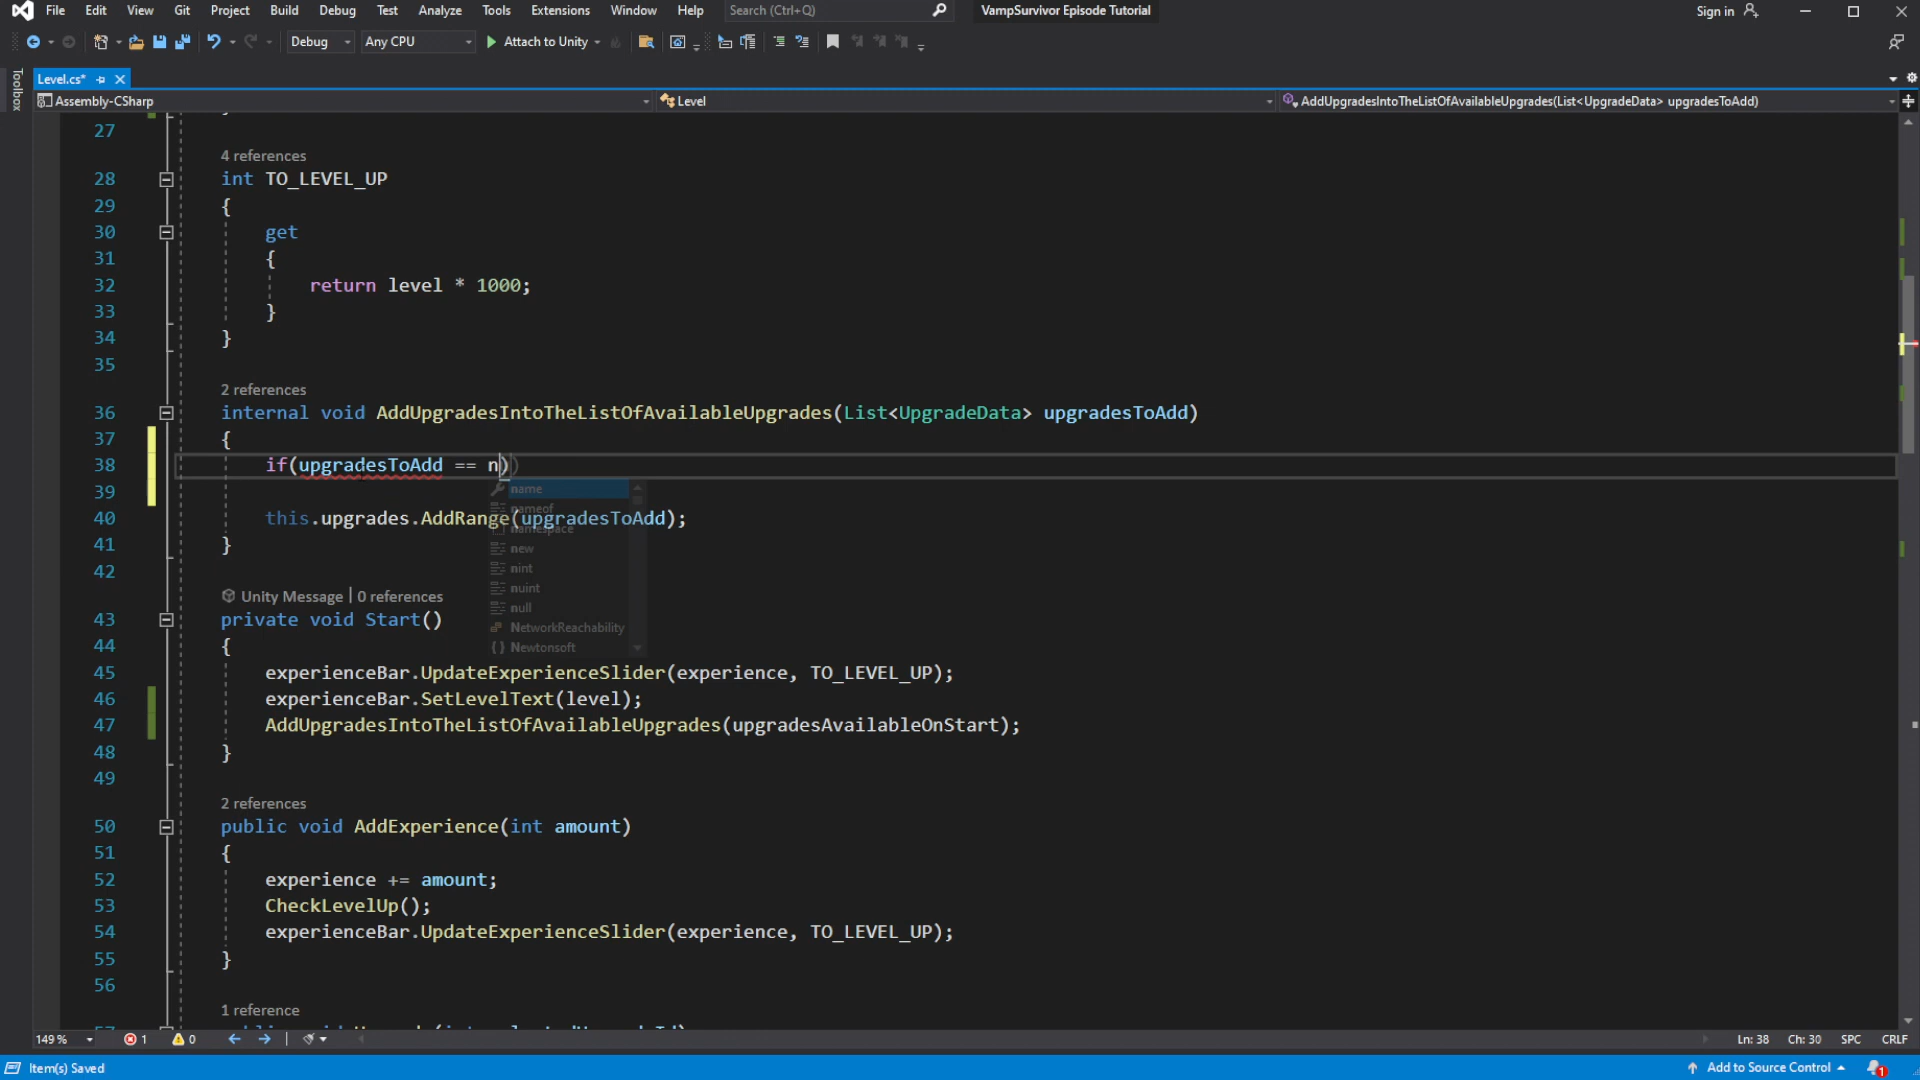 File Edit View Git Project Build Debug Test Analyze Tools Extensions Window Help Search (Ctrl+Q) VampSurvivor Episode Tutorial Sign in
Debug Any CPU Attach to Unity
Toolbox
Level.cs*
Assembly-CSharp Level AddUpgradesIntoTheListOfAvailableUpgrades(List<UpgradeData> upgradesToAdd)
27
4 references
28 int TO_LEVEL_UP
29 {
30 get
31 {
32 return level * 1000;
33 }
34 }
35
2 references
36 internal void AddUpgradesIntoTheListOfAvailableUpgrades(List<UpgradeData> upgradesToAdd)
37 {
38 if(upgradesToAdd == n)
39
name
nameof
namespace
new
nint
nuint
null
NetworkReachability
Newtonsoft
40 this.upgrades.AddRange(upgradesToAdd);
41 }
42
Unity Message | 0 references
43 private void Start()
44 {
45 experienceBar.UpdateExperienceSlider(experience, TO_LEVEL_UP);
46 experienceBar.SetLevelText(level);
47 AddUpgradesIntoTheListOfAvailableUpgrades(upgradesAvailableOnStart);
48 }
49
2 references
50 public void AddExperience(int amount)
51 {
52 experience += amount;
53 CheckLevelUp();
54 experienceBar.UpdateExperienceSlider(experience, TO_LEVEL_UP);
55 }
56
1 reference
149 % 1 0 Ln: 38 Ch: 30 SPC CRLF
Item(s) Saved Add to Source Control 1